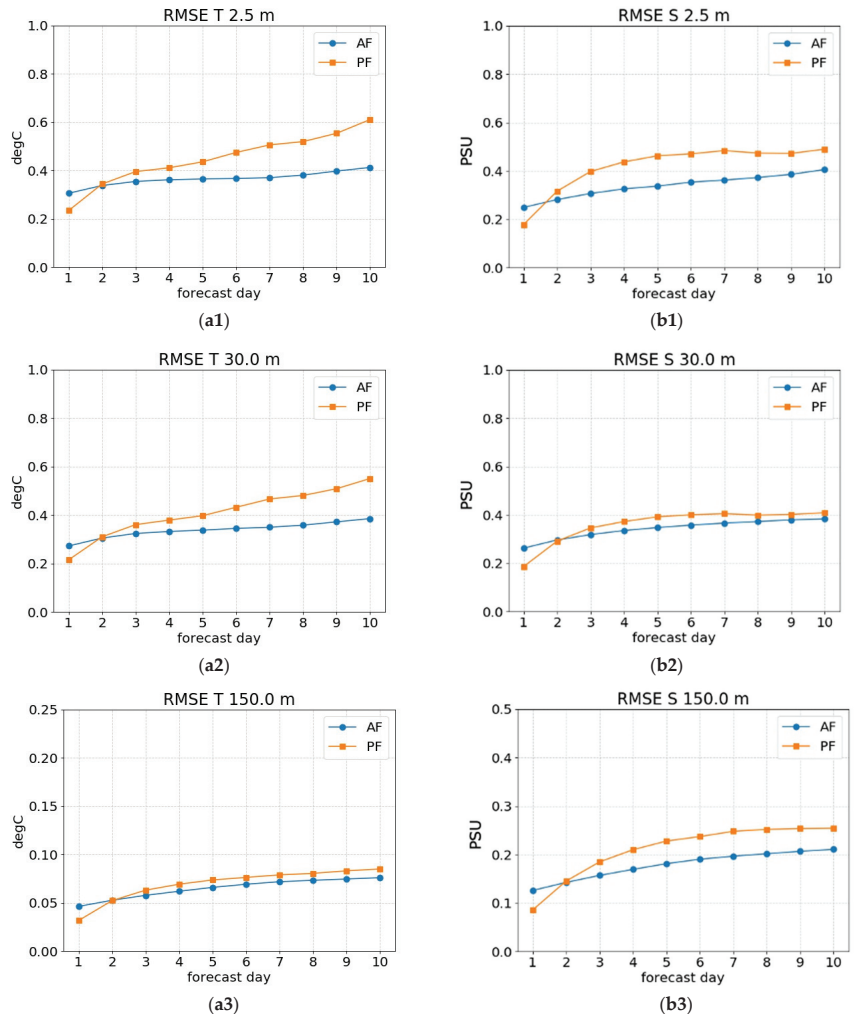 RMSE T 2.5 m
1.0
0.8
0.6
0.4
0.2
0.0
degC
AF
PF
1 2 3 4 5 6 7 8 9 10
forecast day
(a1)
RMSE S 2.5 m
1.0
0.8
0.6
0.4
0.2
0.0
PSU
AF
PF
1 2 3 4 5 6 7 8 9 10
forecast day
(b1)
RMSE T 30.0 m
1.0
0.8
0.6
0.4
0.2
0.0
degC
AF
PF
1 2 3 4 5 6 7 8 9 10
forecast day
(a2)
RMSE S 30.0 m
1.0
0.8
0.6
0.4
0.2
0.0
PSU
AF
PF
1 2 3 4 5 6 7 8 9 10
forecast day
(b2)
RMSE T 150.0 m
0.25
0.20
0.15
0.10
0.05
0.00
degC
AF
PF
1 2 3 4 5 6 7 8 9 10
forecast day
(a3)
RMSE S 150.0 m
0.5
0.4
0.3
0.2
0.1
0.0
PSU
AF
PF
1 2 3 4 5 6 7 8 9 10
forecast day
(b3)